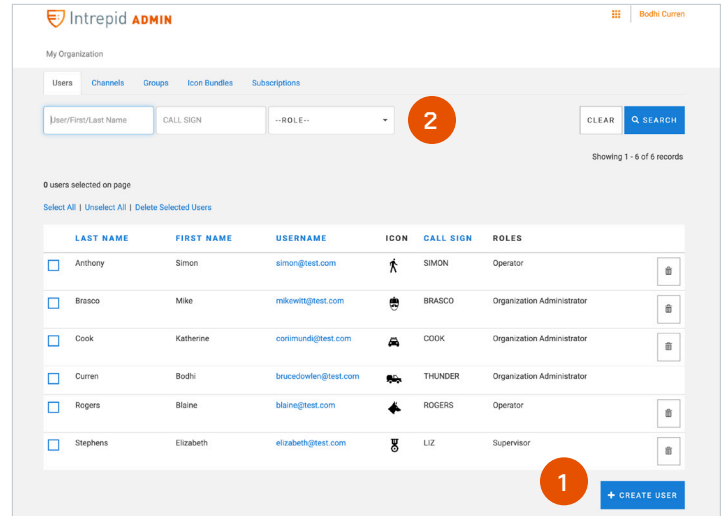 Intrepid ADMIN
Bodhi Curren
My Organization
Users Channels Groups Icon Bundles Subscriptions
User/First/Last Name CALL SIGN --ROLE-- 2 CLEAR SEARCH
Showing 1 - 6 of 6 records
0 users selected on page
Select All | Unselect All | Delete Selected Users
LAST NAME FIRST NAME USERNAME ICON CALL SIGN ROLES
Anthony Simon simon@test.com SIMON Operator
Brasco Mike mikewitt@test.com BRASCO Organization Administrator
Cook Katherine coriimundi@test.com COOK Organization Administrator
Curren Bodhi brucedowlen@test.com THUNDER Organization Administrator
Rogers Blaine blaine@test.com ROGERS Operator
Stephens Elizabeth elizabeth@test.com LIZ Supervisor
1 + CREATE USER